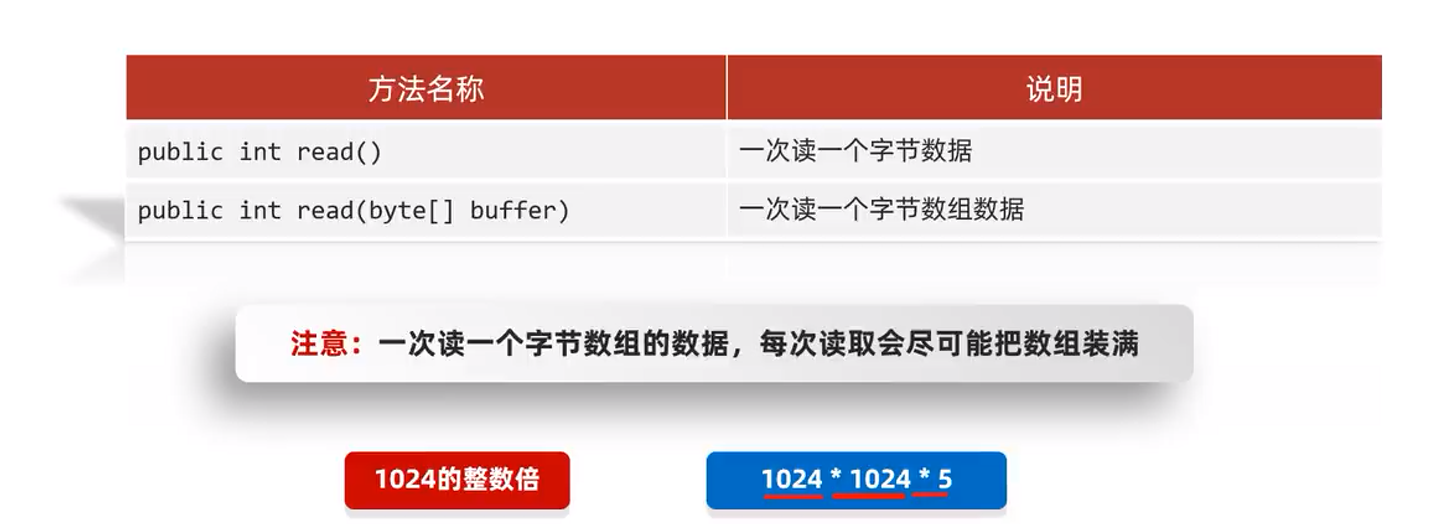 方法名称 说明
public int read() 一次读一个字节数据
public int read(byte[] buffer) 一次读一个字节数组数据
注意：一次读一个字节数组的数据，每次读取会尽可能把数组装满
1024的整数倍 1024 * 1024 * 5